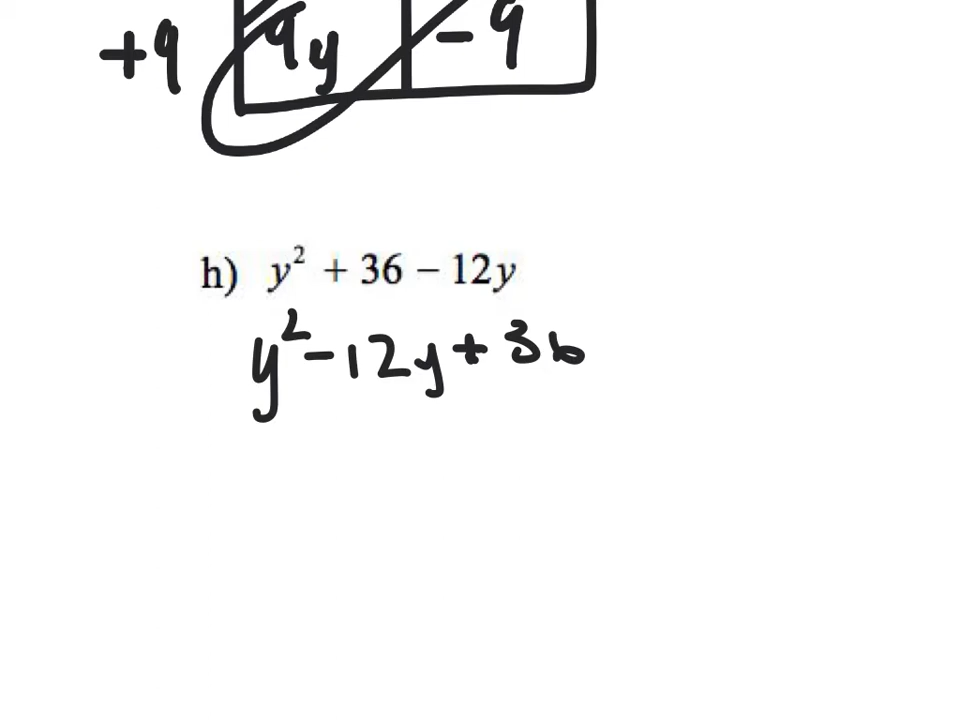 +9 9y - 9
h) y² + 36 – 12y
y² - 12y + 36